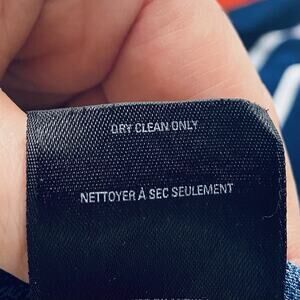 DRY CLEAN ONLY
NETTOYER À SEC SEULEMENT